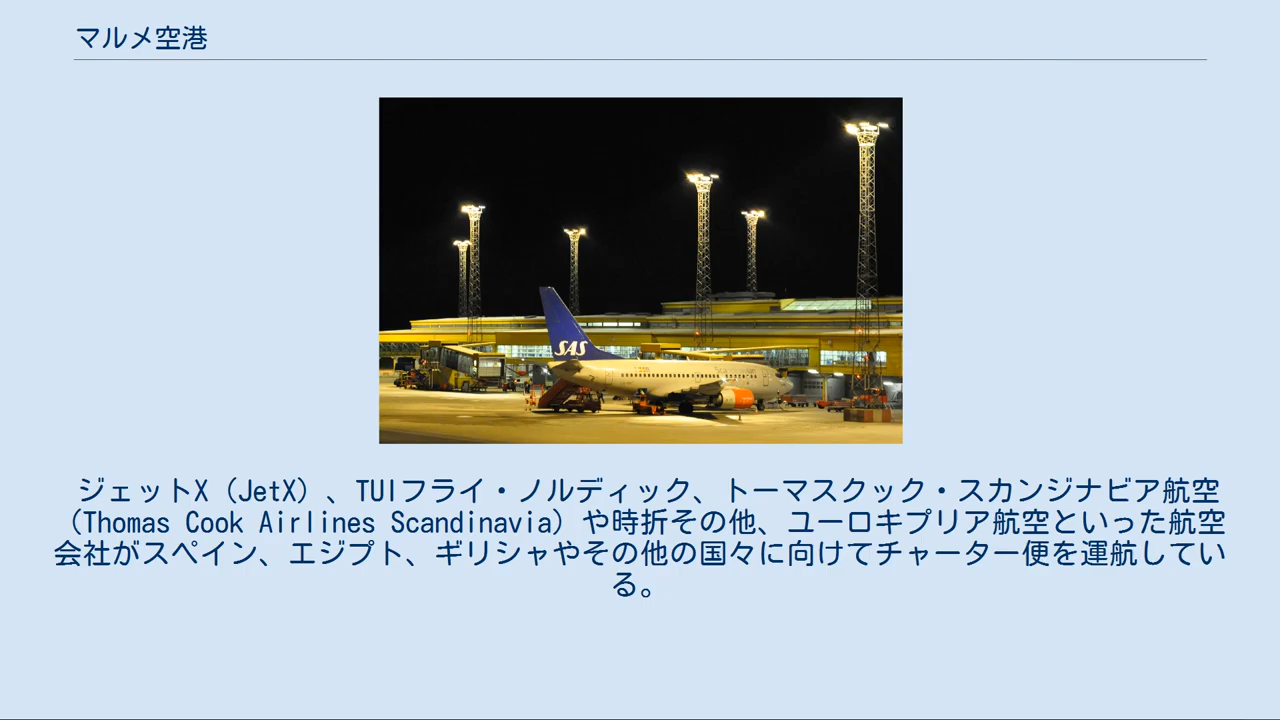 マルメ空港
SAS
ジェットX（JetX）、TUIフライ・ノルディック、トーマスクック・スカンジナビア航空
（Thomas Cook Airlines Scandinavia）や時折その他、ユーロキプリア航空といった航空
会社がスペイン、エジプト、ギリシャやその他の国々に向けてチャーター便を運航してい
る。